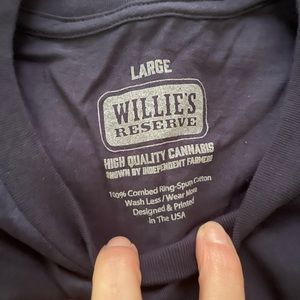 LARGE
WILLIE'S
RESERVE
HIGH QUALITY CANNABIS
GROWN BY INDEPENDENT FARMERS
100% Combed Ring-Spun Cotton
Wash Less / Wear More
Designed & Printed
In The USA